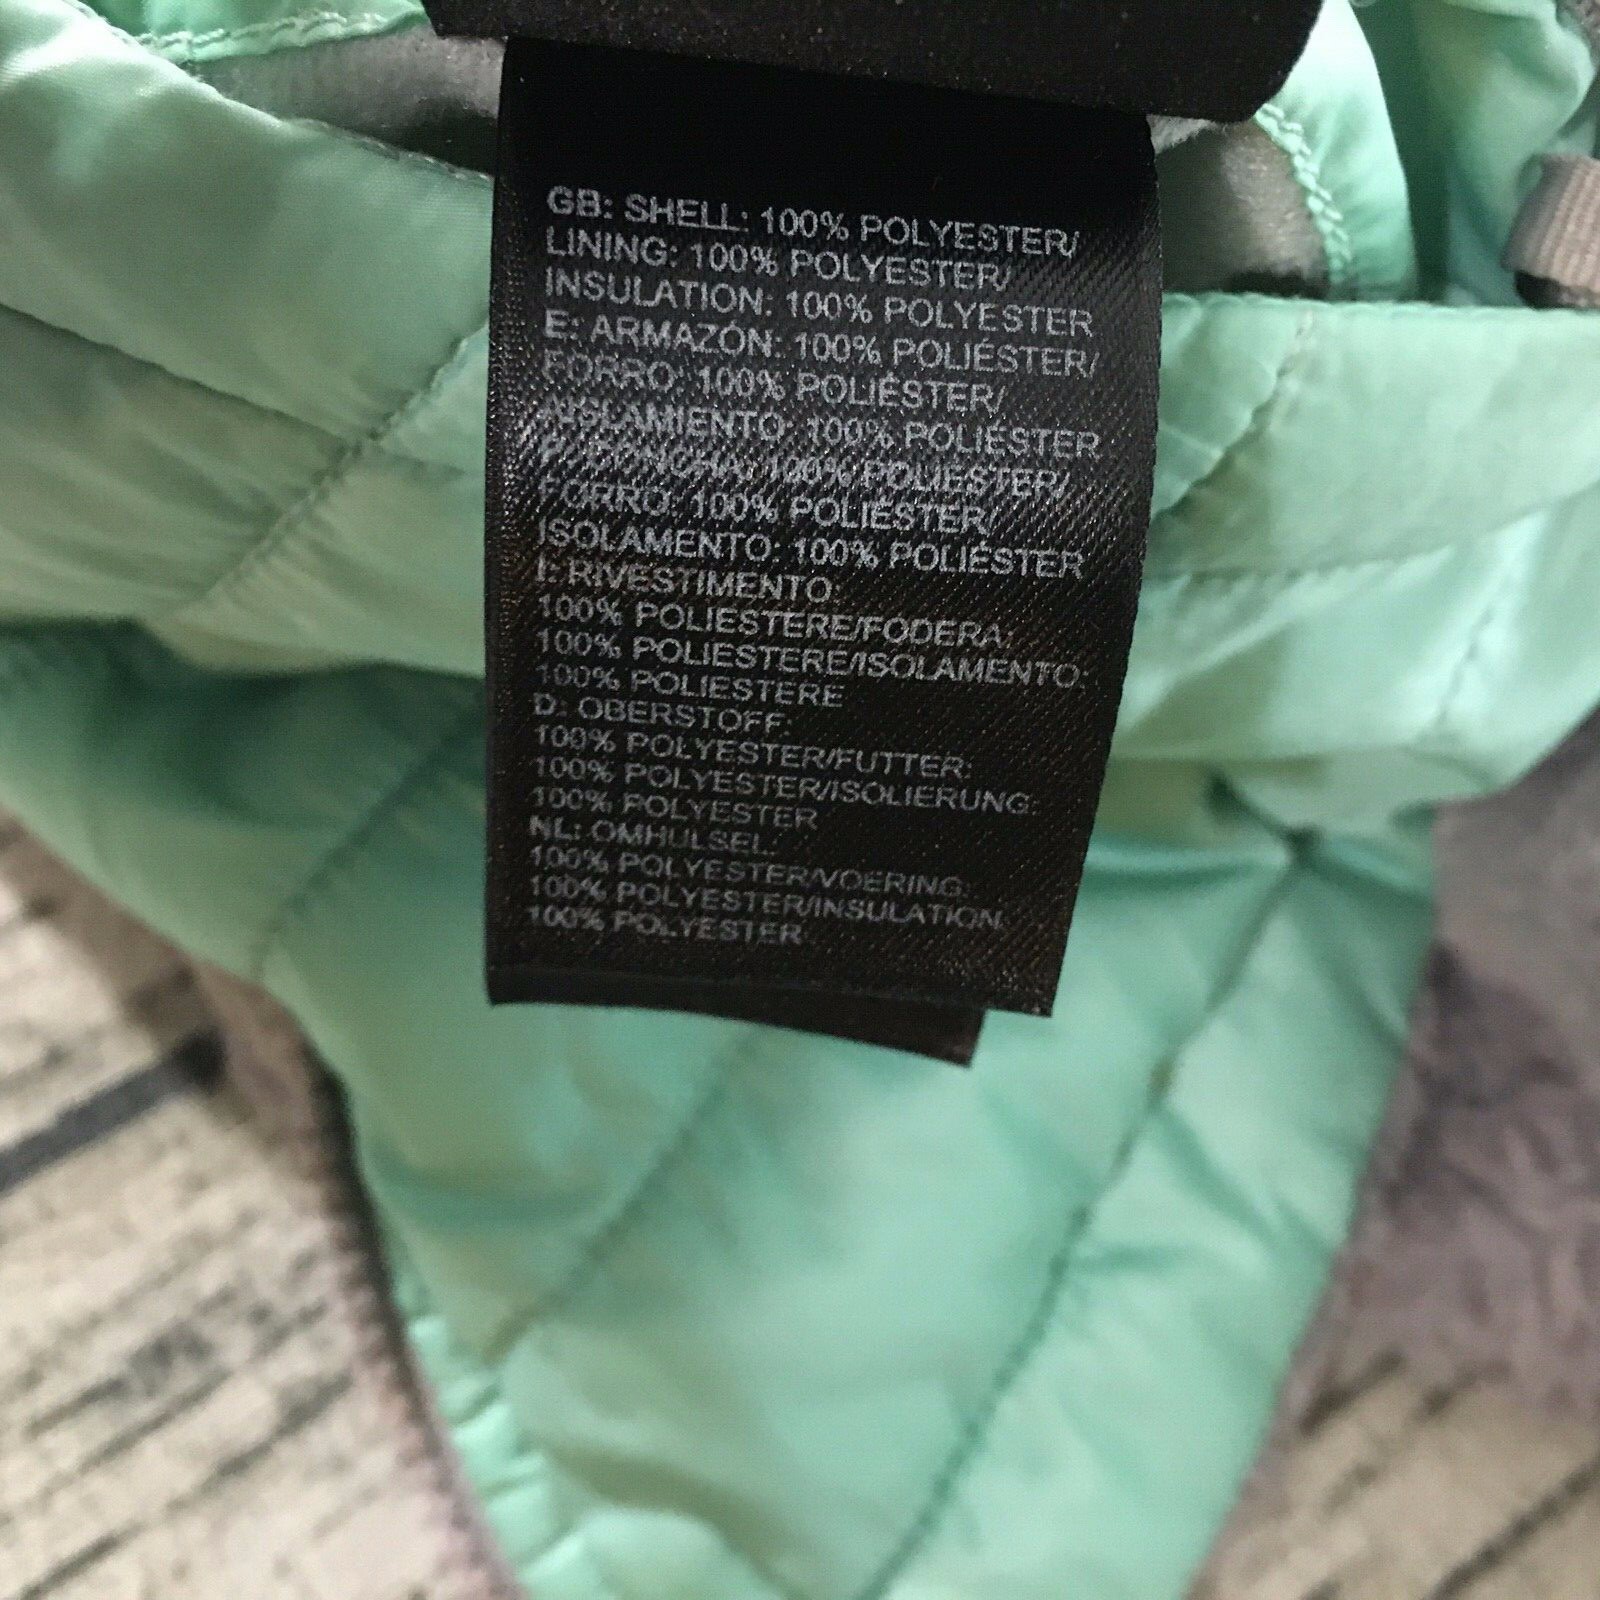 GB: SHELL: 100% POLYESTER/
LINING: 100% POLYESTER/
INSULATION: 100% POLYESTER
E: ARMAZÓN: 100% POLIÉSTER/
FORRO: 100% POLIÉSTER/
AISLAMIENTO: 100% POLIÉSTER
P: 100% POLIÉSTER/
FORRO: 100% POLIÉSTER/
ISOLAMENTO: 100% POLIÉSTER
I: RIVESTIMENTO:
100% POLIESTERE/FODERA:
100% POLIESTERE/ISOLAMENTO:
100% POLIESTERE
D: OBERSTOFF:
100% POLYESTER/FUTTER:
100% POLYESTER/ISOLIERUNG:
100% POLYESTER
NL: OMHULSEL:
100% POLYESTER/VOERING:
100% POLYESTER/INSULATION:
100% POLYESTER